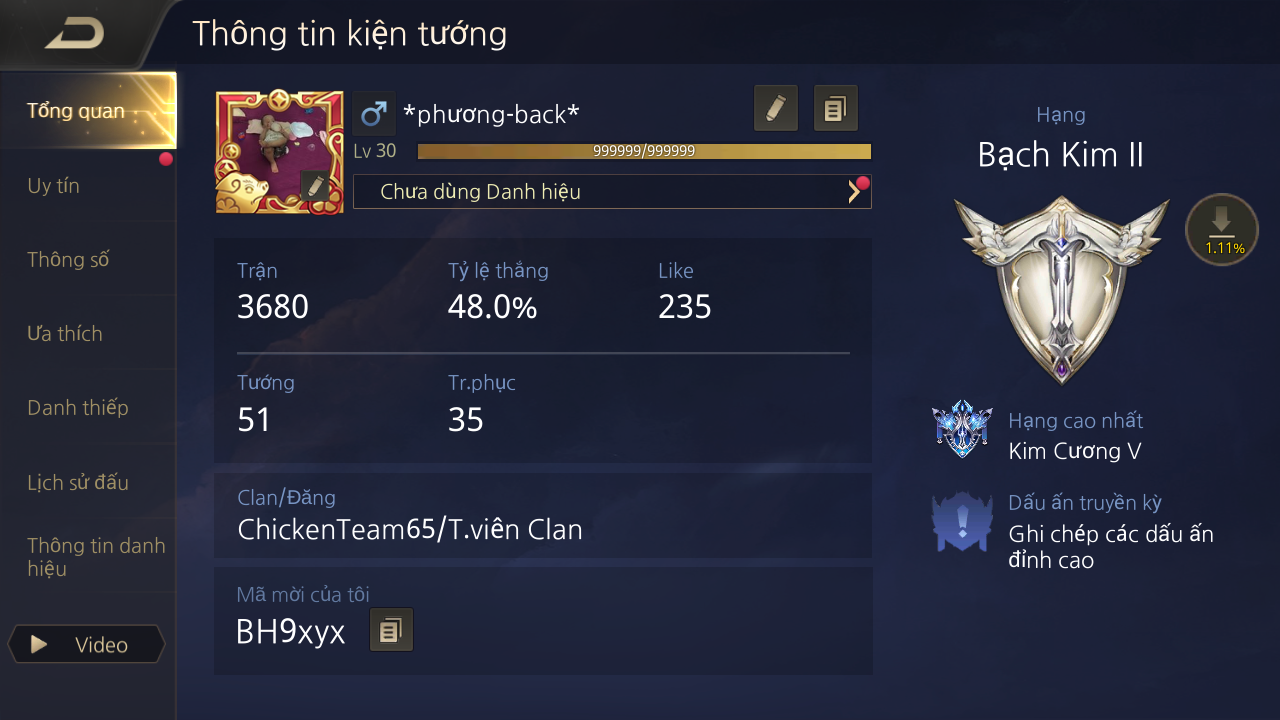 Thông tin kiện tướng
Tổng quan
Uy tín
Thông số
Ưa thích
Danh thiếp
Lịch sử đấu
Thông tin danh
hiệu
Video
*phương-back*
Lv 30
999999/999999
Chưa dùng Danh hiệu
Trận
Tỷ lệ thắng
Like
3680
48.0%
235
Tướng
Tr.phục
51
35
Clan/Đăng
ChickenTeam65/T.viên Clan
Mã mời của tôi
BH9xyx
Hạng
Bạch Kim II
1.11%
Hạng cao nhất
Kim Cương V
Dấu ấn truyền kỳ
Ghi chép các dấu ấn
đỉnh cao